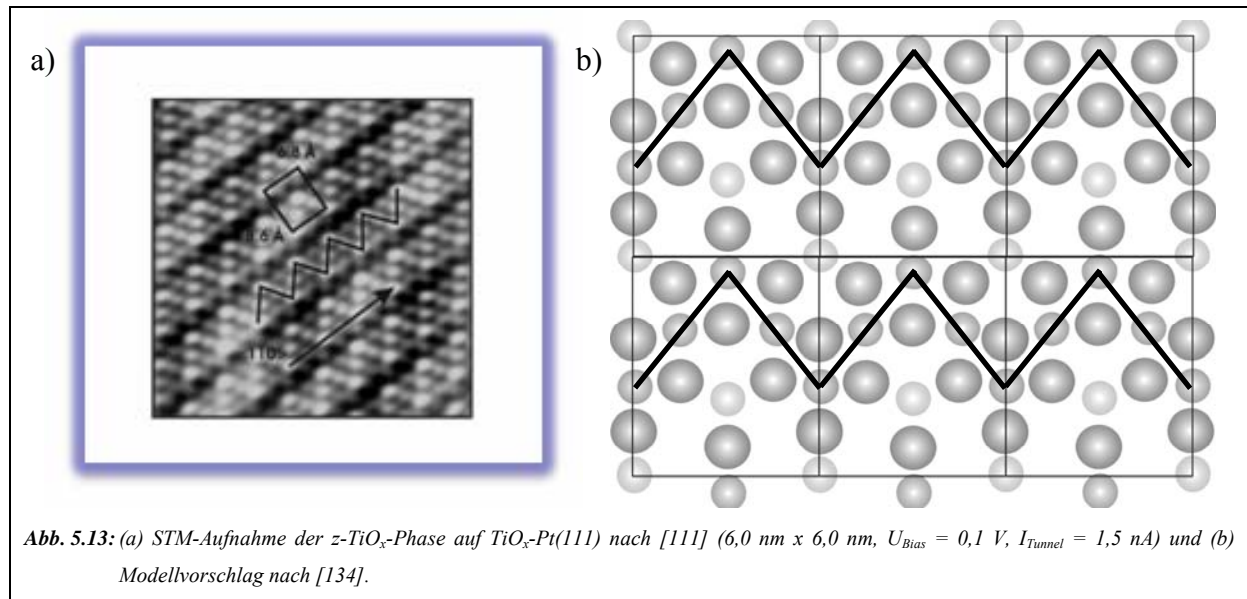 a)
b)
6.8 Å
8.6 Å
Abb. 5.13: (a) STM-Aufnahme der z-TiOx-Phase auf TiOx-Pt(111) nach [111] (6,0 nm x 6,0 nm, UBias = 0,1 V, ITunnel = 1,5 nA) und (b)
Modellvorschlag nach [134].